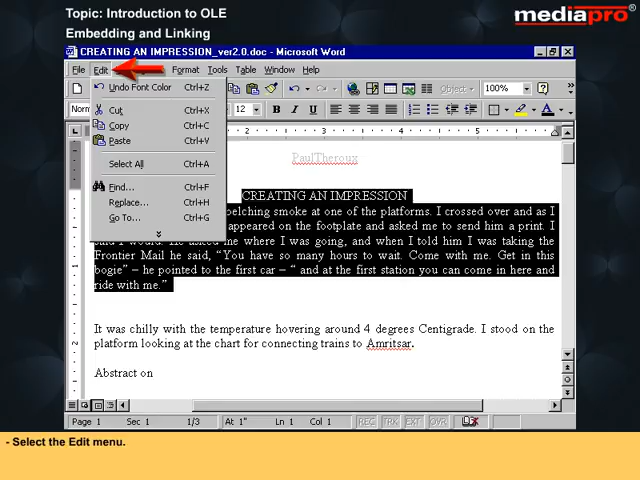 Topic: Introduction to OLE
mediapro®
Embedding and Linking
CREATING AN IMPRESSION_ver2.0.doc - Microsoft Word
File Edit Format Tools Table Window Help
Undo Font Color Ctrl+Z
Object 100%
Norm 12 B I U A
Cut Ctrl+X
Copy Ctrl+C
Paste Ctrl+V
Select All Ctrl+A
Find... Ctrl+F
Replace... Ctrl+H
Go To... Ctrl+G
2 3 4 5
PaulTheroux
CREATING AN IMPRESSION
belching smoke at one of the platforms. I crossed over and as I
appeared on the footplate and asked me to send him a print. I
said I would. He asked me where I was going, and when I told him I was taking the
Frontier Mail he said, “You have so many hours to wait. Come with me. Get in this
bogie” – he pointed to the first car – “ and at the first station you can come in here and
ride with me.”
It was chilly with the temperature hovering around 4 degrees Centigrade. I stood on the
platform looking at the chart for connecting trains to Amritsar.
Abstract on
Page 1 Sec 1 1/3 At 1" Ln 1 Col 1 REC TRK EXT OVR
- Select the Edit menu.